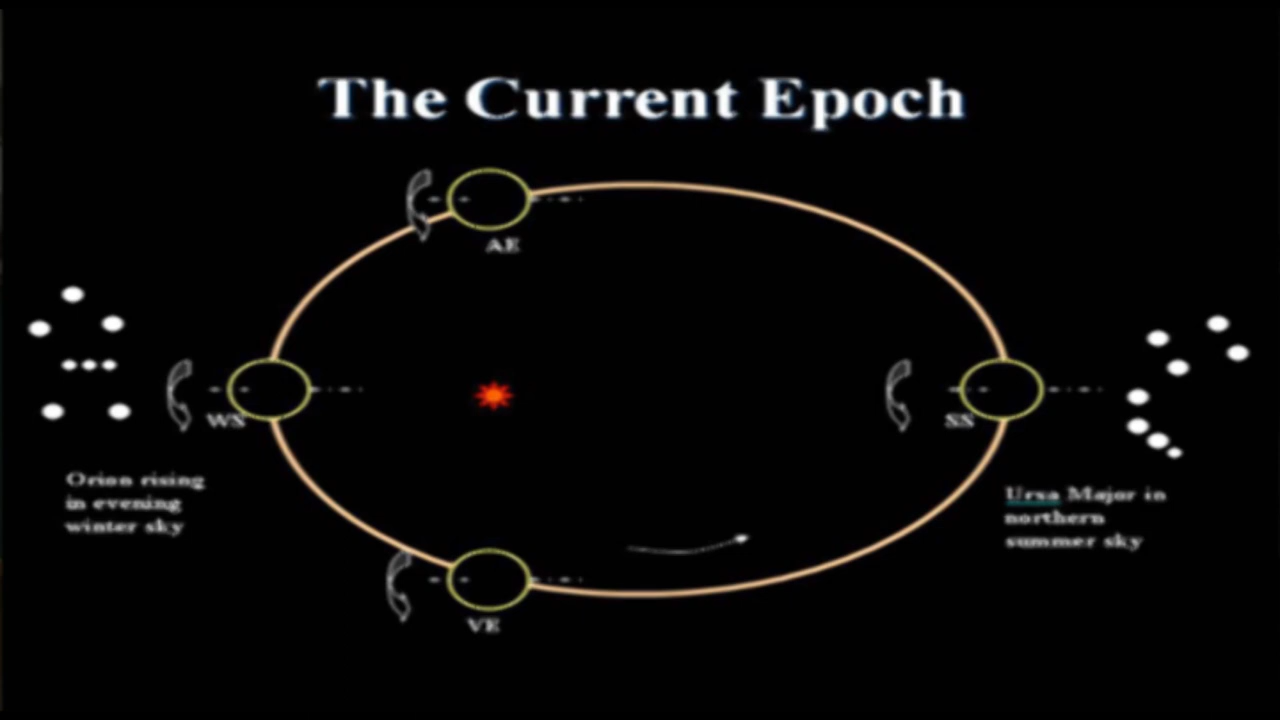 The Current Epoch
AE
WS
SS
Orion rising
in evening
winter sky
Ursa Major in
northern
summer sky
VE